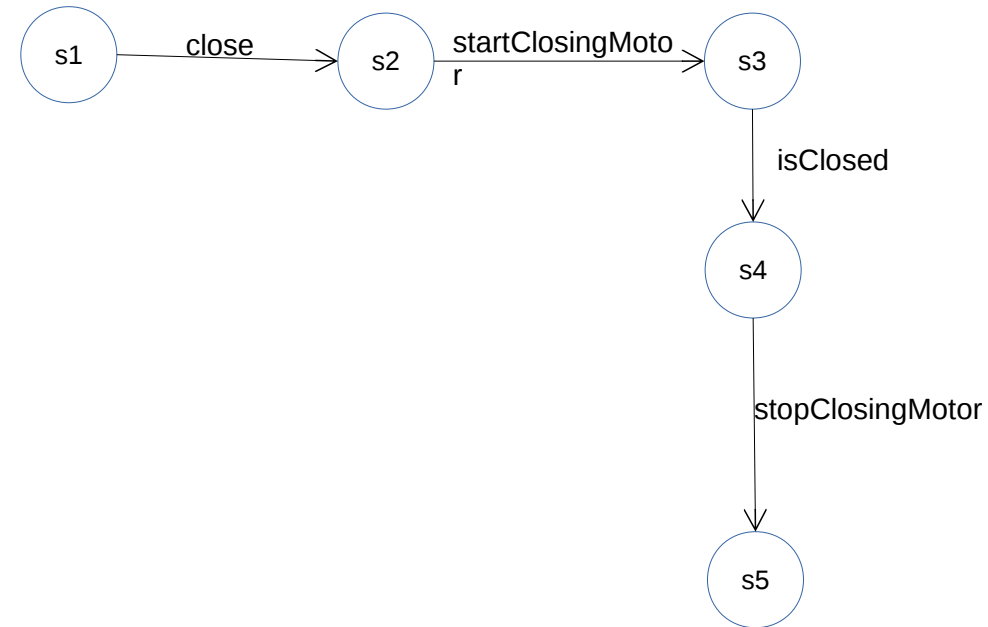 s1
close
s2
startClosingMoto
r
s3
isClosed
s4
stopClosingMotor
s5